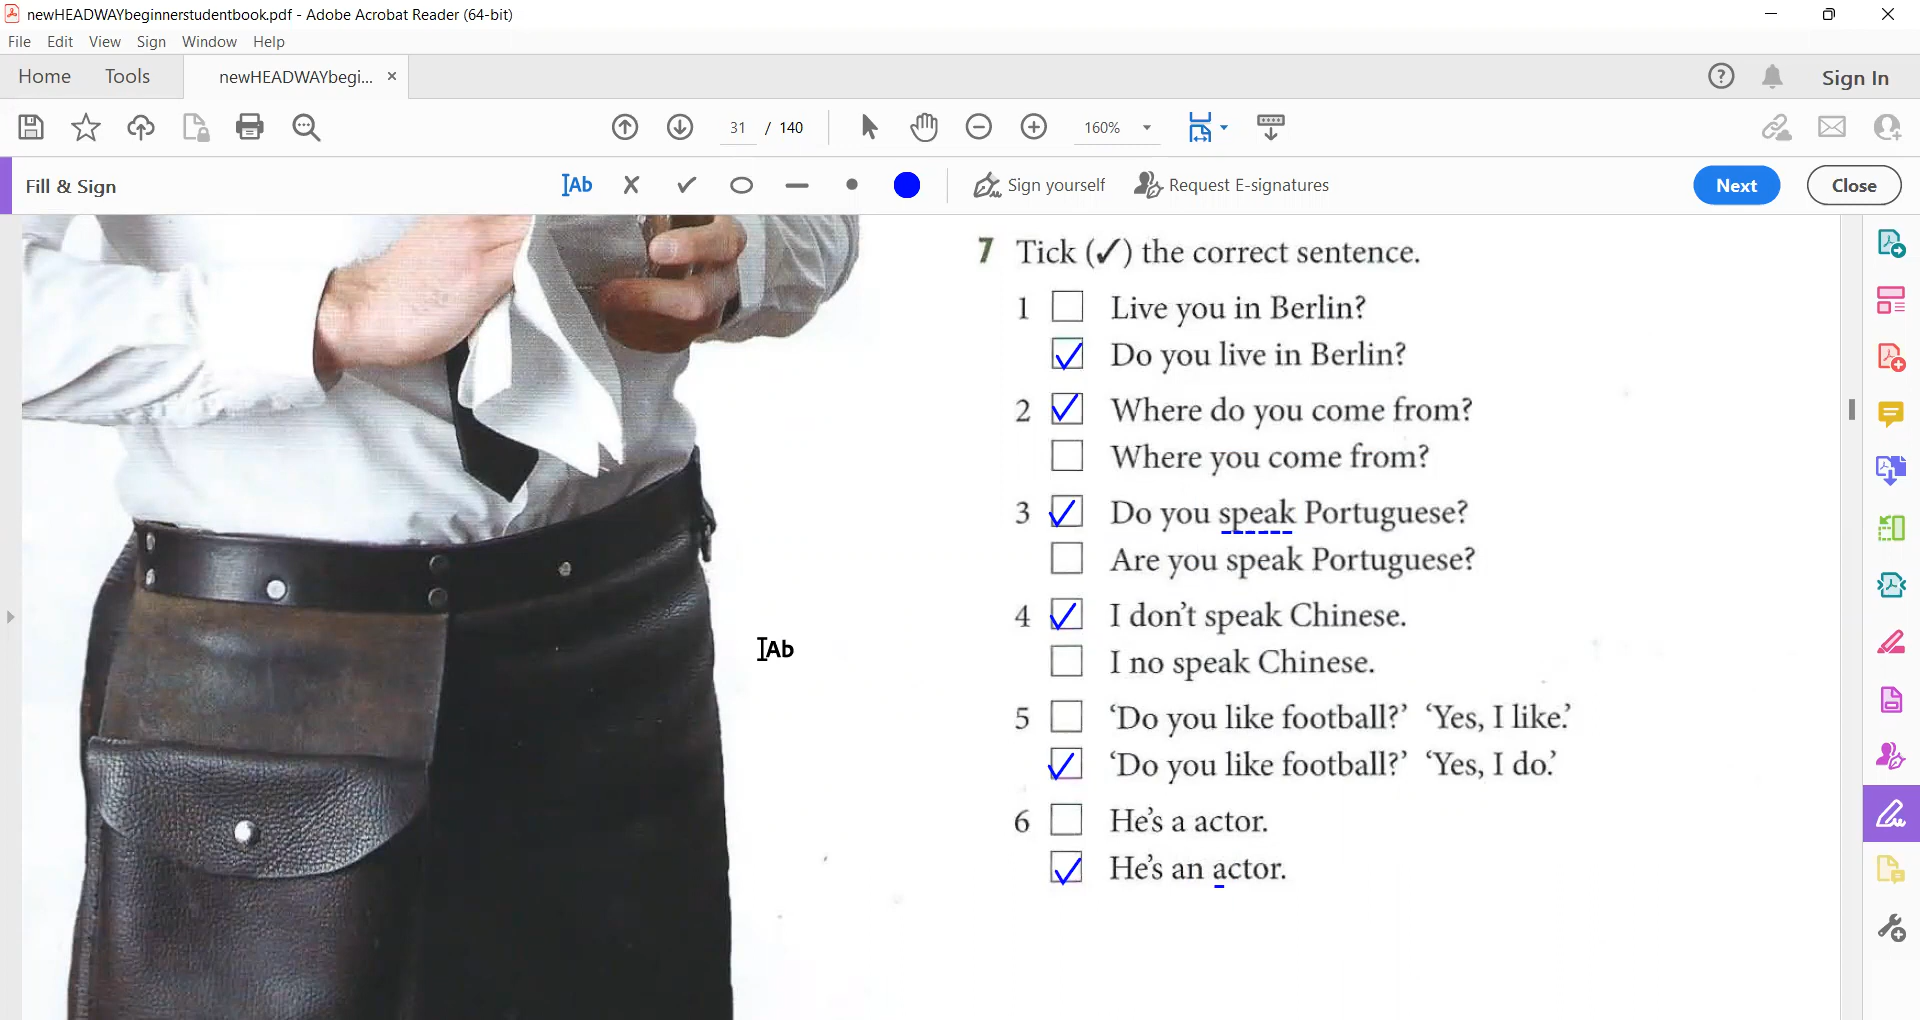 newHEADWAYbeginnerstudentbook.pdf - Adobe Acrobat Reader (64-bit)
File Edit View Sign Window Help
Home Tools newHEADWAYbegi... × Sign In
31 / 140 160%
Fill & Sign Ab Sign yourself Request E-signatures Next Close
7 Tick (✓) the correct sentence.
1 Live you in Berlin?
✓ Do you live in Berlin?
2 ✓ Where do you come from?
Where you come from?
3 ✓ Do you speak Portuguese?
Are you speak Portuguese?
4 ✓ I don't speak Chinese.
I no speak Chinese.
5 ‘Do you like football?’ ‘Yes, I like.’
✓ ‘Do you like football?’ ‘Yes, I do.’
6 He's a actor.
✓ He's an actor.
Ab